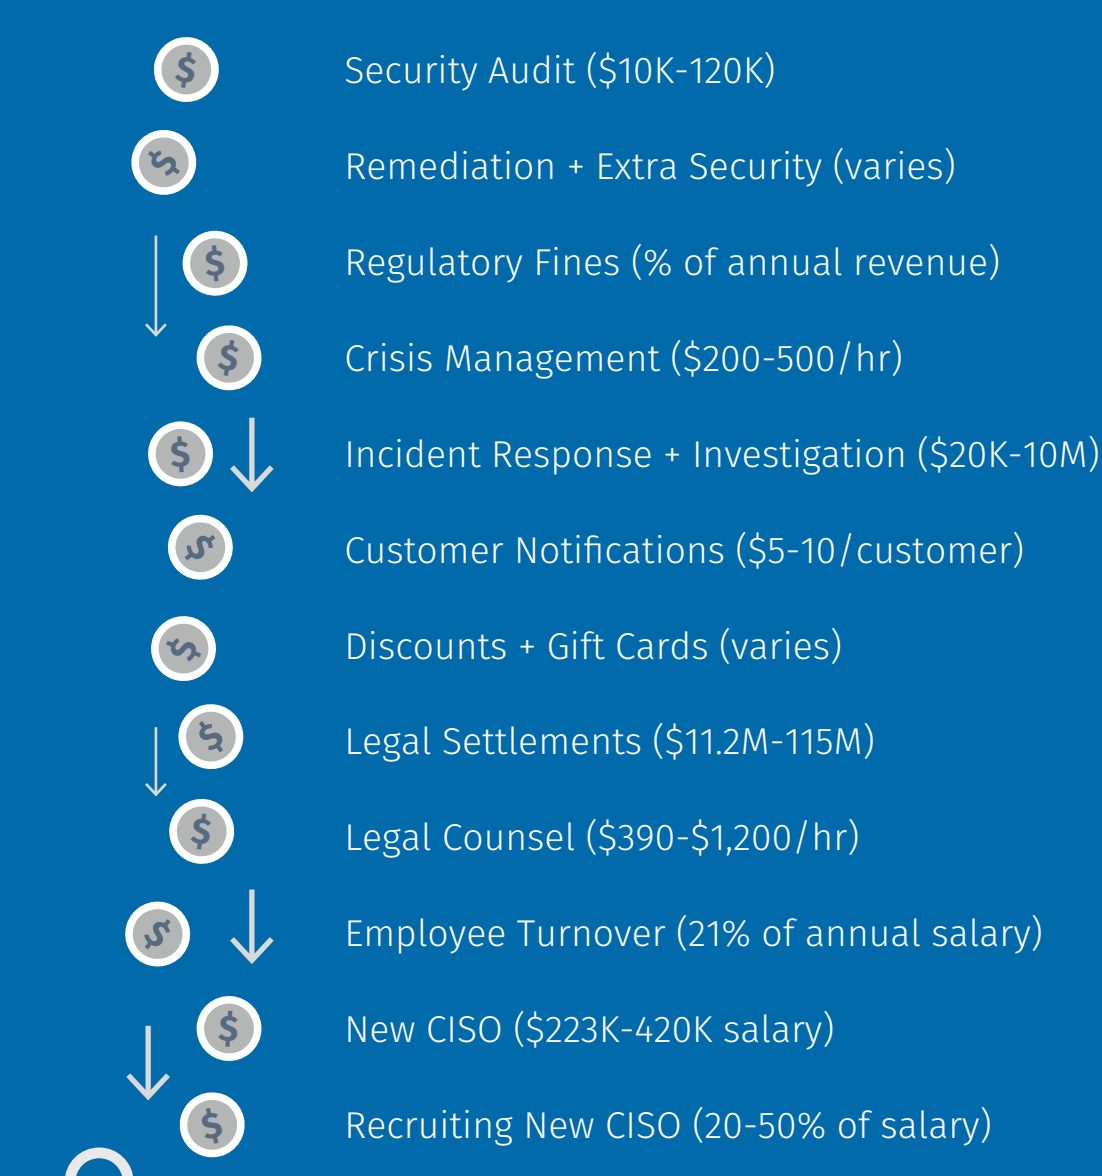 Security Audit ($10K-120K)
Remediation + Extra Security (varies)
Regulatory Fines (% of annual revenue)
Crisis Management ($200-500/hr)
Incident Response + Investigation ($20K-10M)
Customer Notifications ($5-10/customer)
Discounts + Gift Cards (varies)
Legal Settlements ($11.2M-115M)
Legal Counsel ($390-$1,200/hr)
Employee Turnover (21% of annual salary)
New CISO ($223K-420K salary)
Recruiting New CISO (20-50% of salary)